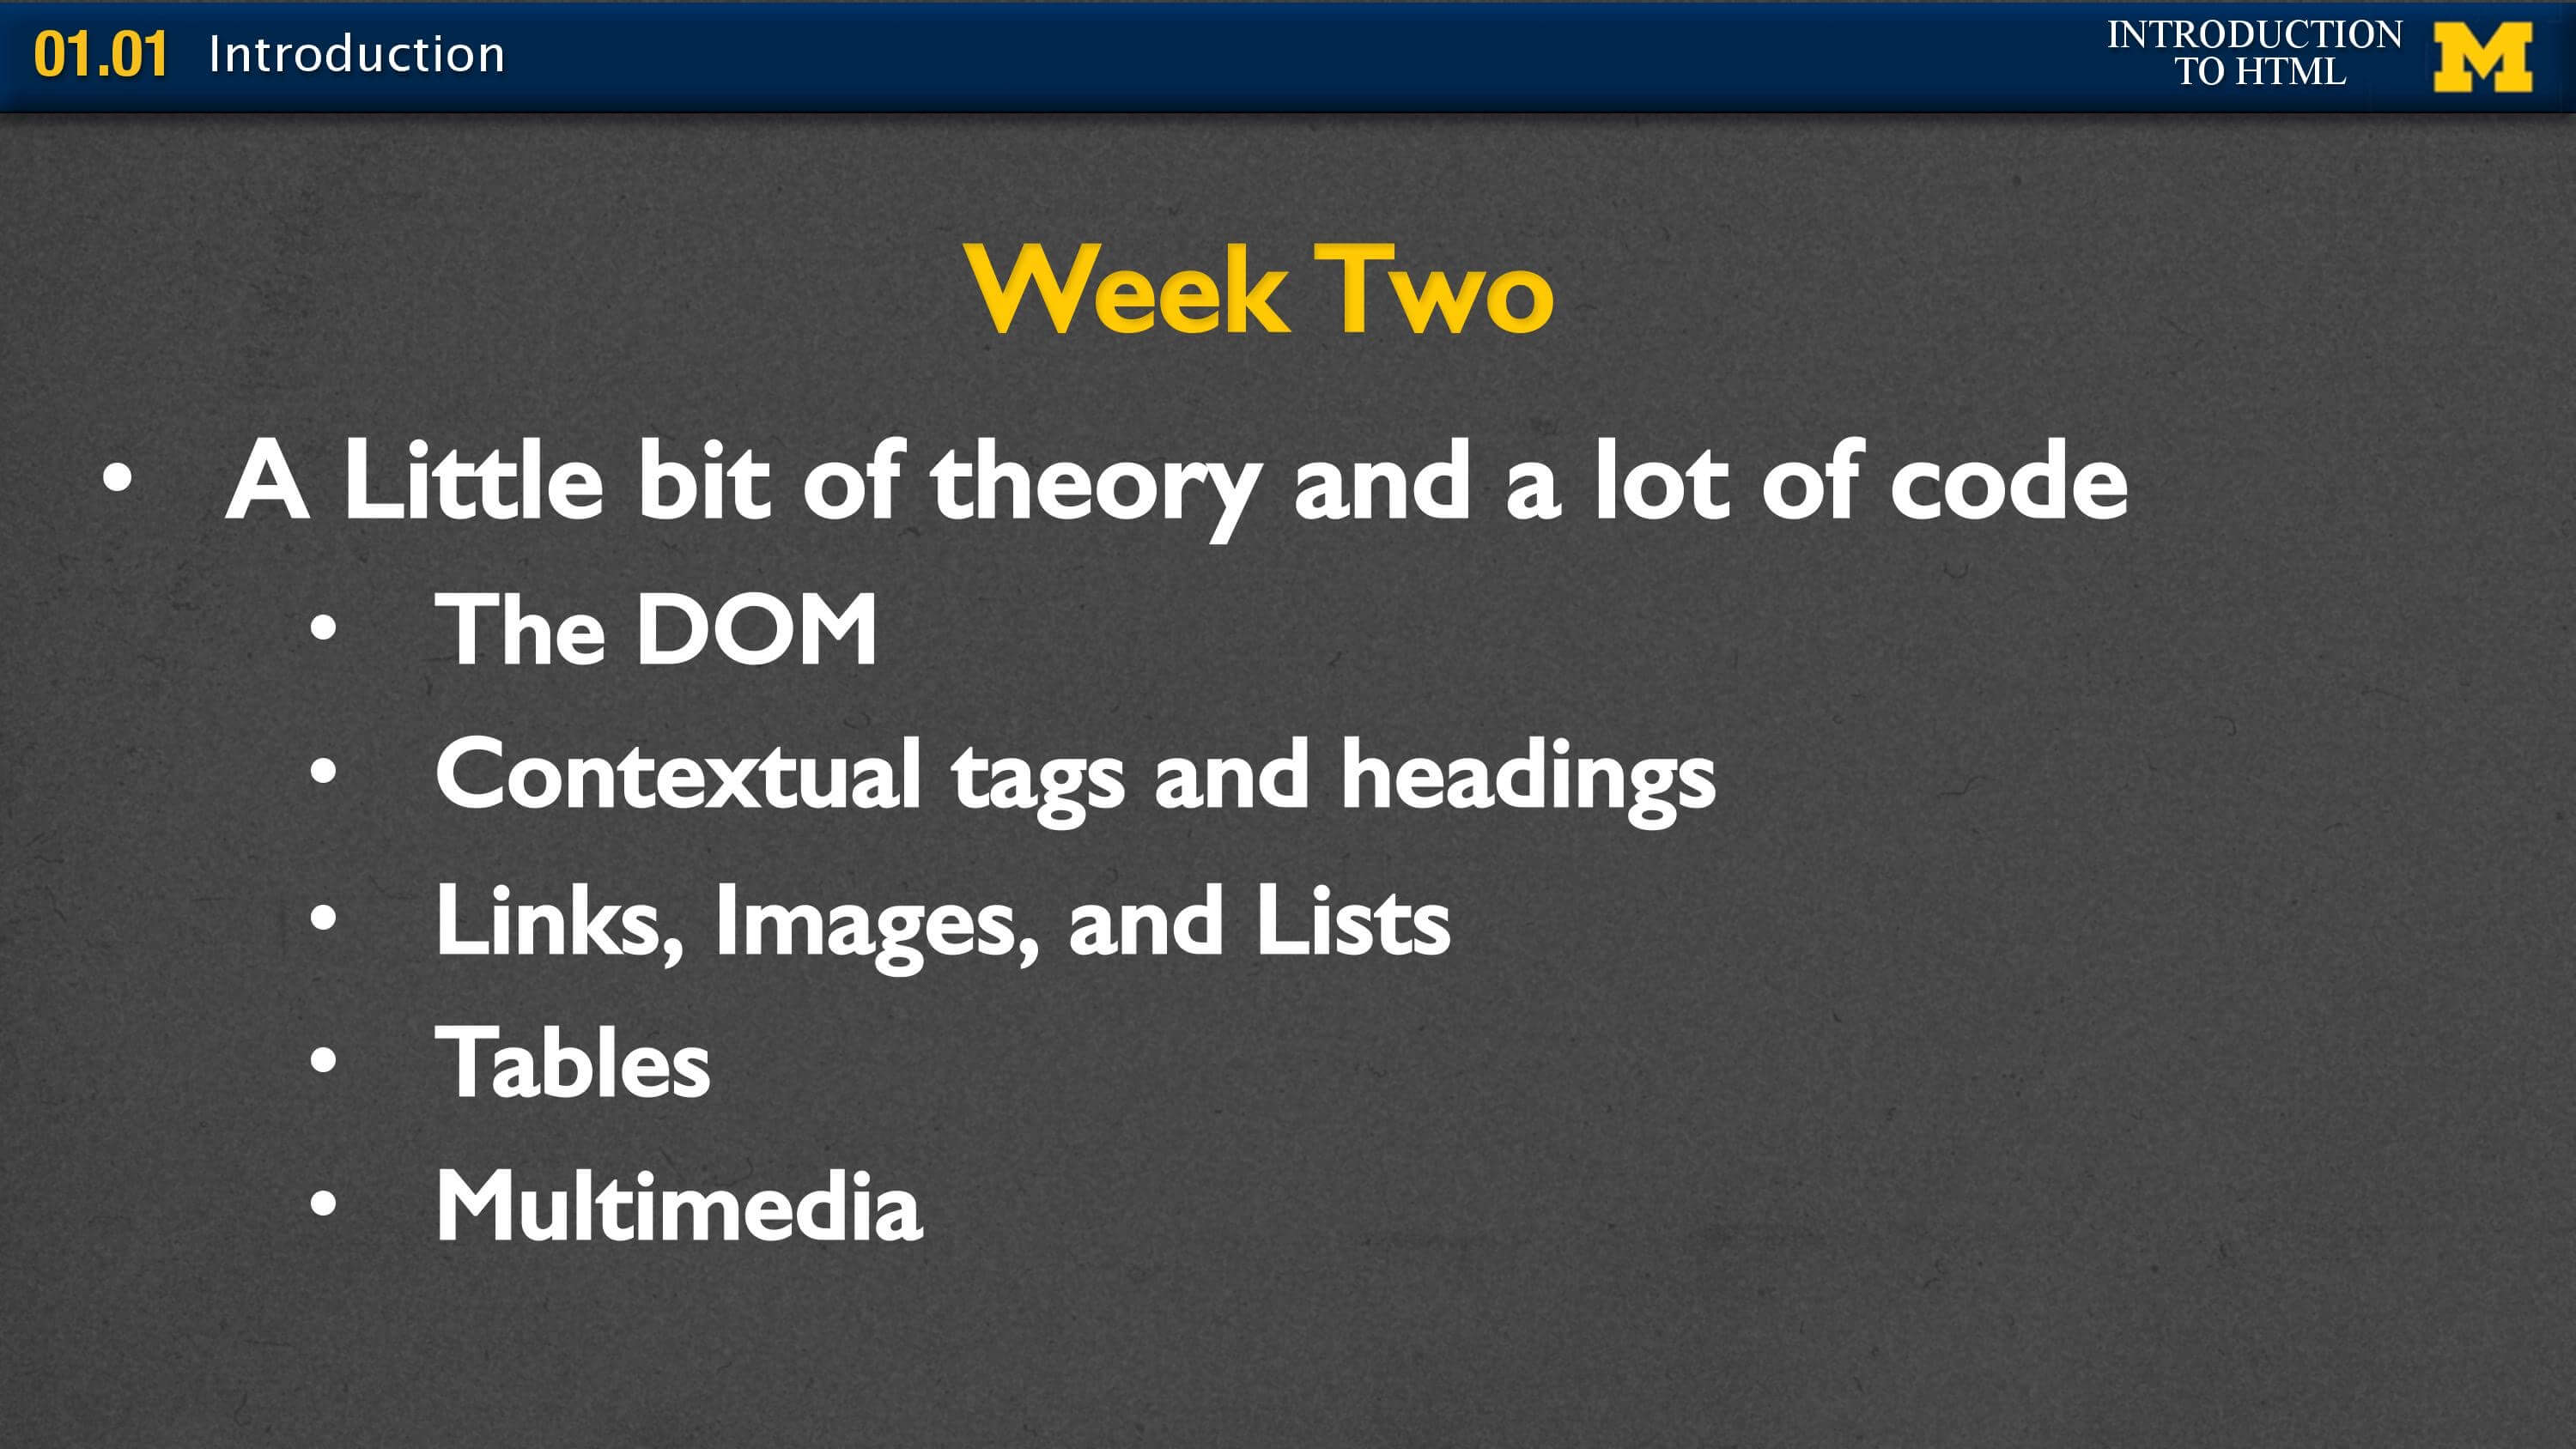 01.01 Introduction
INTRODUCTION
TO HTML
Week Two
• A Little bit of theory and a lot of code
• The DOM
• Contextual tags and headings
• Links, Images, and Lists
• Tables
• Multimedia